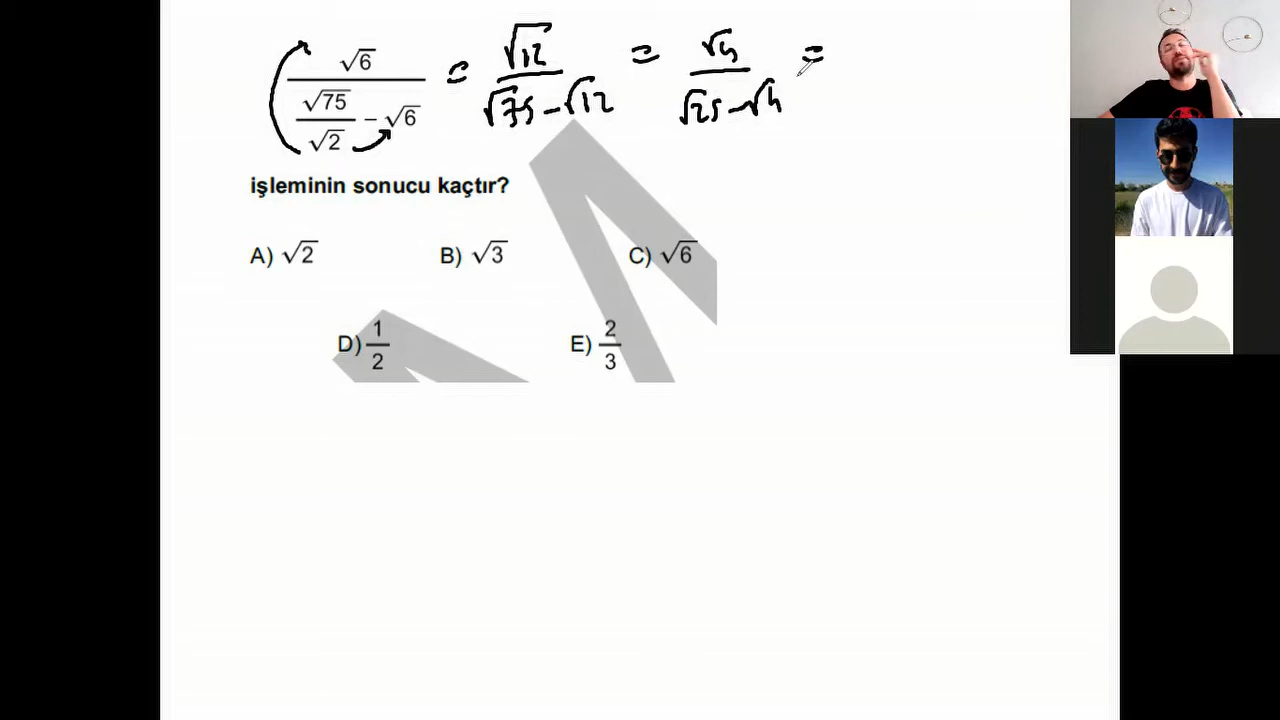 √6 / (√75/√2 − √6) = √12 / (√75 − √12) = √4 / (√25 − √4) =
işleminin sonucu kaçtır?
A) √2 B) √3 C) √6
D) 1/2 E) 2/3